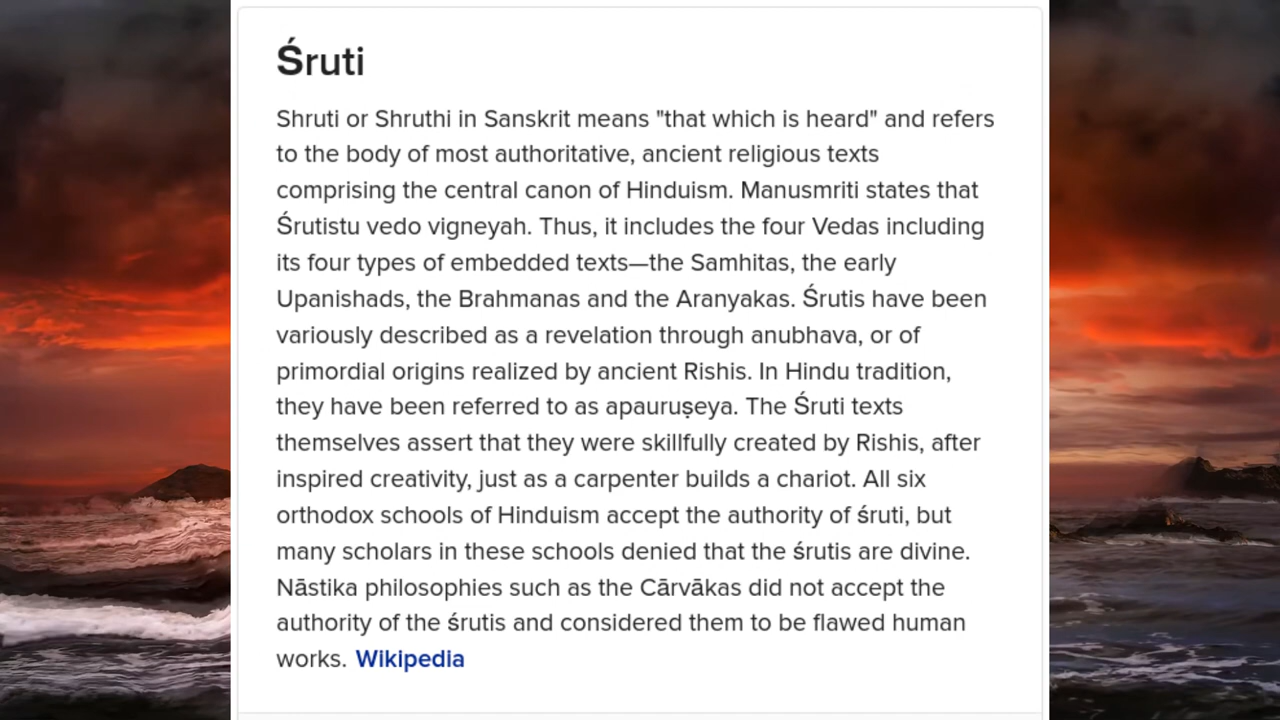 Śruti
Shruti or Shruthi in Sanskrit means "that which is heard" and refers
to the body of most authoritative, ancient religious texts
comprising the central canon of Hinduism. Manusmriti states that
Śrutistu vedo vigneyah. Thus, it includes the four Vedas including
its four types of embedded texts—the Samhitas, the early
Upanishads, the Brahmanas and the Aranyakas. Śrutis have been
variously described as a revelation through anubhava, or of
primordial origins realized by ancient Rishis. In Hindu tradition,
they have been referred to as apauruṣeya. The Śruti texts
themselves assert that they were skillfully created by Rishis, after
inspired creativity, just as a carpenter builds a chariot. All six
orthodox schools of Hinduism accept the authority of śruti, but
many scholars in these schools denied that the śrutis are divine.
Nāstika philosophies such as the Cārvākas did not accept the
authority of the śrutis and considered them to be flawed human
works. Wikipedia